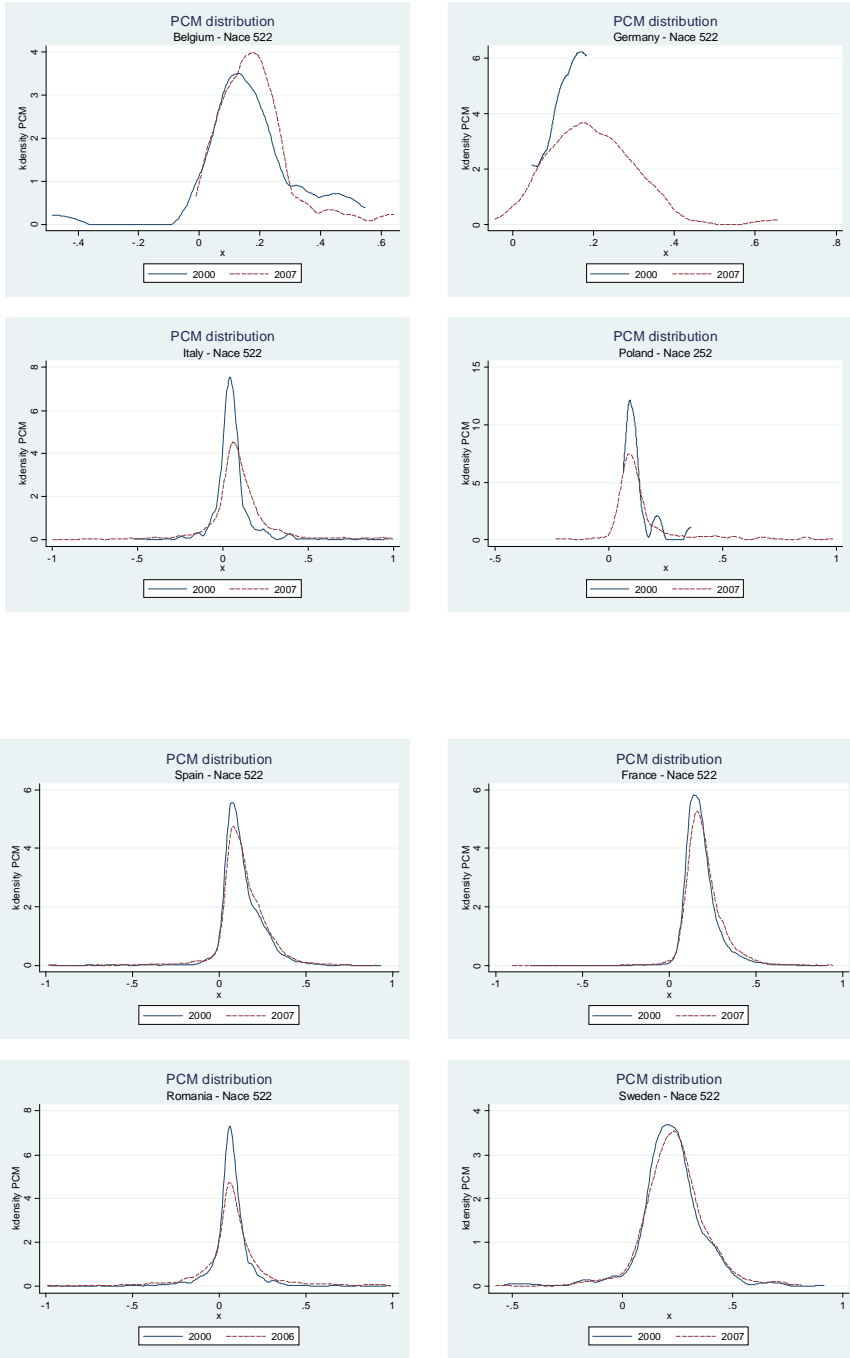 PCM distribution
Belgium - Nace 522
kdensity PCM
0 1 2 3 4
-.4 -.2 0 .2 .4 .6
x
2000 2007
PCM distribution
Germany - Nace 522
kdensity PCM
0 2 4 6
0 .2 .4 .6 .8
x
2000 2007
PCM distribution
Italy - Nace 522
kdensity PCM
0 2 4 6 8
-1 -.5 0 .5 1
x
2000 2007
PCM distribution
Poland - Nace 252
kdensity PCM
0 5 10 15
-.5 0 .5 1
x
2000 2007
PCM distribution
Spain - Nace 522
kdensity PCM
0 2 4 6
-1 -.5 0 .5 1
x
2000 2007
PCM distribution
France - Nace 522
kdensity PCM
0 2 4 6
-1 -.5 0 .5 1
x
2000 2007
PCM distribution
Romania - Nace 522
kdensity PCM
0 2 4 6 8
-1 -.5 0 .5 1
x
2000 2006
PCM distribution
Sweden - Nace 522
kdensity PCM
0 1 2 3 4
-.5 0 .5 1
x
2000 2007